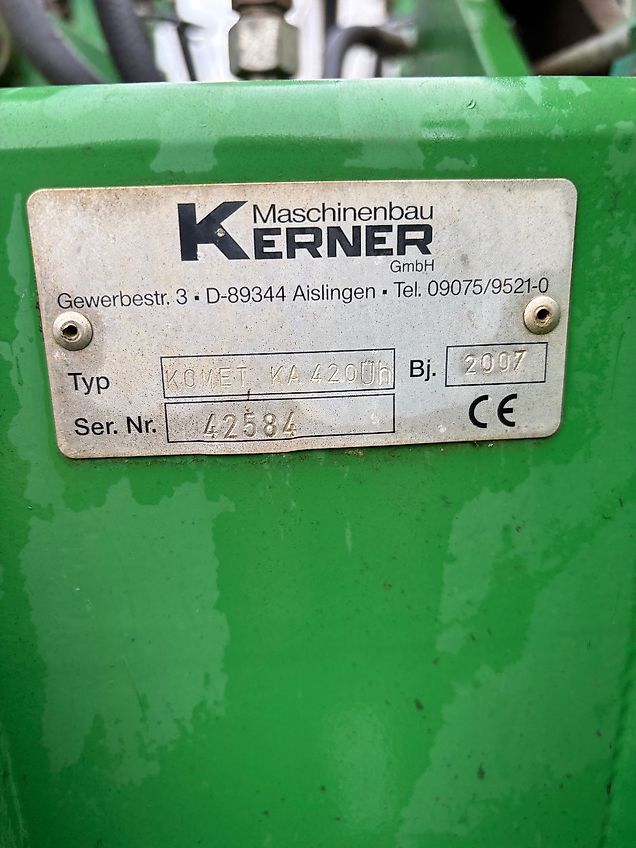 Maschinenbau
KERNER
GmbH
Gewerbestr. 3 ▪ D-89344 Aislingen ▪ Tel. 09075/9521-0
Typ KOMET KA 420Üh Bj. 2007
Ser. Nr. 42584 CE